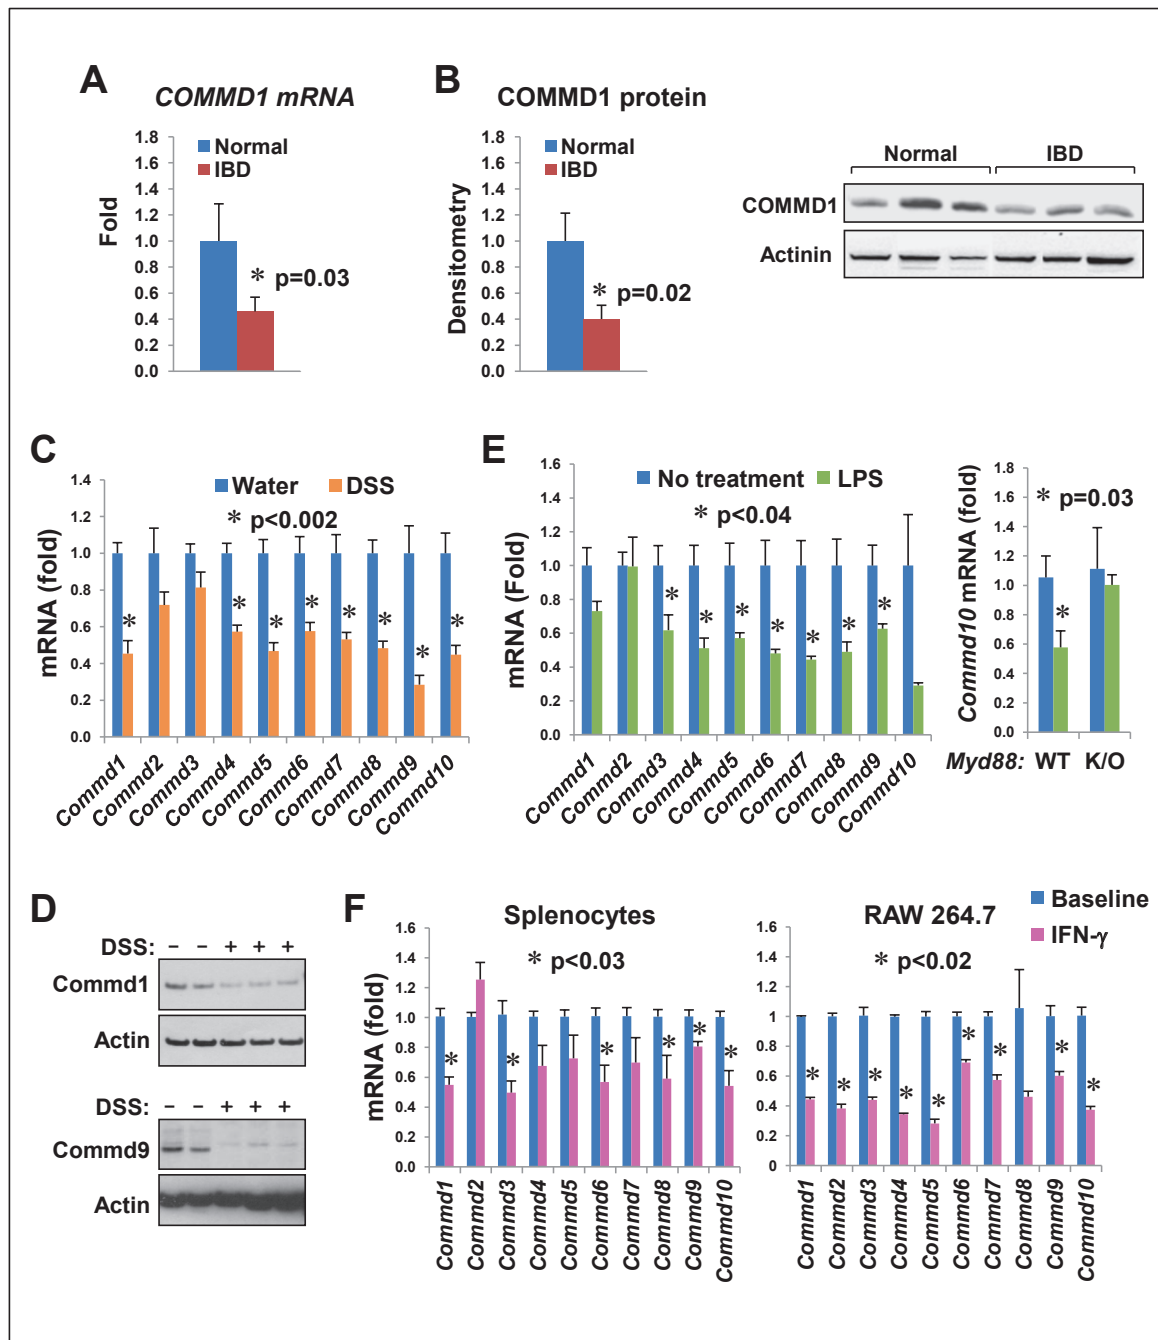 A
COMMD1 mRNA
Fold
1.8
1.6
1.4
1.2
1.0
0.8
0.6
0.4
0.2
0.0
Normal
IBD
* p=0.03
B
COMMD1 protein
Densitometry
1.8
1.6
1.4
1.2
1.0
0.8
0.6
0.4
0.2
0.0
Normal
IBD
* p=0.02
Normal IBD
COMMD1
Actinin
C
mRNA (fold)
1.4
1.2
1.0
0.8
0.6
0.4
0.2
0.0
Water DSS
* p<0.002
* * * * * * * *
Commd1 Commd2 Commd3 Commd4 Commd5 Commd6 Commd7 Commd8 Commd9 Commd10
E
mRNA (Fold)
1.6
1.4
1.2
1.0
0.8
0.6
0.4
0.2
0.0
No treatment LPS
* p<0.04
* * * * * * *
Commd1 Commd2 Commd3 Commd4 Commd5 Commd6 Commd7 Commd8 Commd9 Commd10
Commd10 mRNA (fold)
1.8
1.6
1.4
1.2
1.0
0.8
0.6
0.4
0.2
0.0
* p=0.03
*
Myd88: WT K/O
D
DSS: – – + + +
Commd1
Actin
DSS: – – + + +
Commd9
Actin
F
Splenocytes
mRNA (fold)
1.6
1.4
1.2
1.0
0.8
0.6
0.4
0.2
0.0
* p<0.03
* * * * * *
Commd1 Commd2 Commd3 Commd4 Commd5 Commd6 Commd7 Commd8 Commd9 Commd10
RAW 264.7
Baseline
IFN-γ
1.6
1.4
1.2
1
0.8
0.6
0.4
0.2
0
* p<0.02
* * * * * * * * *
Commd1 Commd2 Commd3 Commd4 Commd5 Commd6 Commd7 Commd8 Commd9 Commd10